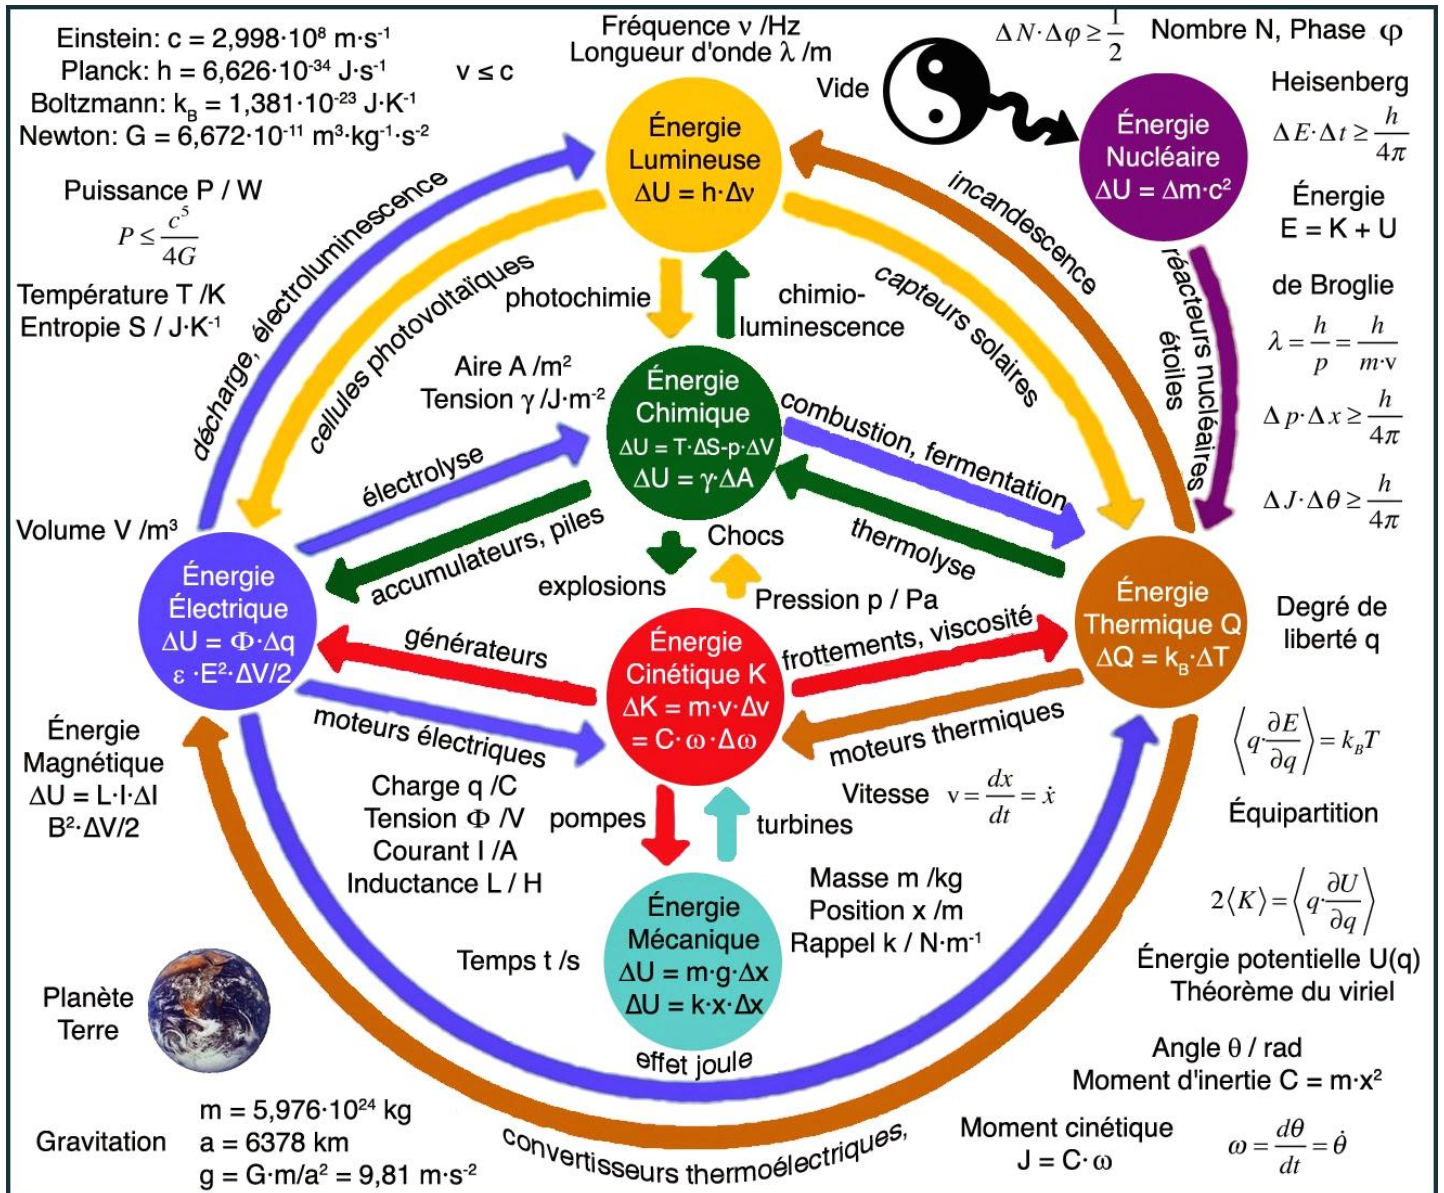 Einstein: c = 2,998·10⁸ m·s⁻¹
Planck: h = 6,626·10⁻³⁴ J·s⁻¹
Boltzmann: k_B = 1,381·10⁻²³ J·K⁻¹
Newton: G = 6,672·10⁻¹¹ m³·kg⁻¹·s⁻²
v ≤ c
Fréquence ν /Hz
Longueur d'onde λ /m
Vide
ΔN·Δφ ≥ 1/2
Nombre N, Phase φ
Heisenberg
ΔE·Δt ≥ h/4π
Énergie
E = K + U
de Broglie
λ = h/p = h/m·v
Δp·Δx ≥ h/4π
ΔJ·Δθ ≥ h/4π
Puissance P / W
P ≤ c⁵/4G
Température T /K
Entropie S / J·K⁻¹
Énergie
Lumineuse
ΔU = h·Δν
Énergie
Nucléaire
ΔU = Δm·c²
décharge, électroluminescence
cellules photovoltaïques
photochimie
chimio-
luminescence
capteurs solaires
incandescence
réacteurs nucléaires
étoiles
Aire A /m²
Tension γ /J·m⁻²
Énergie
Chimique
ΔU = T·ΔS-p·ΔV
ΔU = γ·ΔA
électrolyse
accumulateurs, piles
combustion, fermentation
thermolyse
Volume V /m³
Chocs
explosions
Pression p / Pa
Énergie
Électrique
ΔU = Φ·Δq
ε·E²·ΔV/2
Énergie
Cinétique K
ΔK = m·v·Δv
= C·ω·Δω
Énergie
Thermique Q
ΔQ = k_B·ΔT
Degré de
liberté q
générateurs
moteurs électriques
frottements, viscosité
moteurs thermiques
Énergie
Magnétique
ΔU = L·I·ΔI
B²·ΔV/2
Charge q /C
Tension Φ /V
Courant I /A
Inductance L / H
pompes
turbines
Vitesse v = dx/dt = ẋ
⟨q·∂E/∂q⟩ = k_BT
Équipartition
2⟨K⟩ = ⟨q·∂U/∂q⟩
Énergie potentielle U(q)
Théorème du viriel
Masse m /kg
Position x /m
Rappel k / N·m⁻¹
Temps t /s
Énergie
Mécanique
ΔU = m·g·Δx
ΔU = k·x·Δx
effet joule
convertisseurs thermoélectriques,
Planète
Terre
Gravitation
m = 5,976·10²⁴ kg
a = 6378 km
g = G·m/a² = 9,81 m·s⁻²
Angle θ / rad
Moment d'inertie C = m·x²
Moment cinétique
J = C·ω
ω = dθ/dt = θ̇